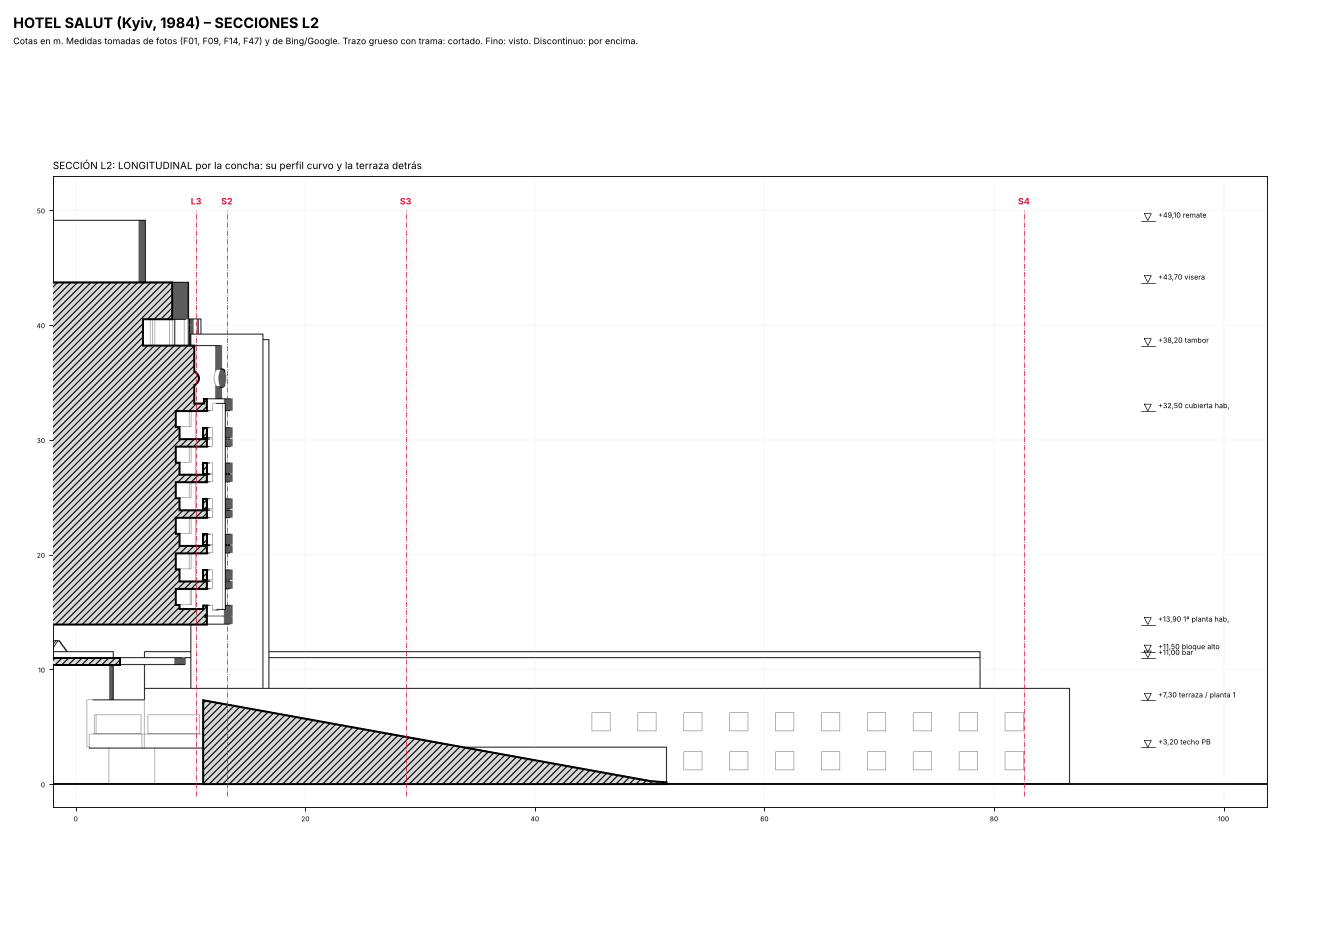 HOTEL SALUT (Kyiv, 1984) – SECCIONES L2
Cotas en m. Medidas tomadas de fotos (F01, F09, F14, F47) y de Bing/Google. Trazo grueso con trama: cortado. Fino: visto. Discontinuo: por encima.
SECCIÓN L2: LONGITUDINAL por la concha: su perfil curvo y la terraza detrás
L3 S2 S3 S4
50
+49,10 remate
+43,70 visera
40
+38,20 tambor
+32,50 cubierta hab,
30
20
+13,90 1ª planta hab,
+11,50 bloque alto
+11,00 bar
10
+7,30 terraza / planta 1
+3,20 techo PB
0
0 20 40 60 80 100